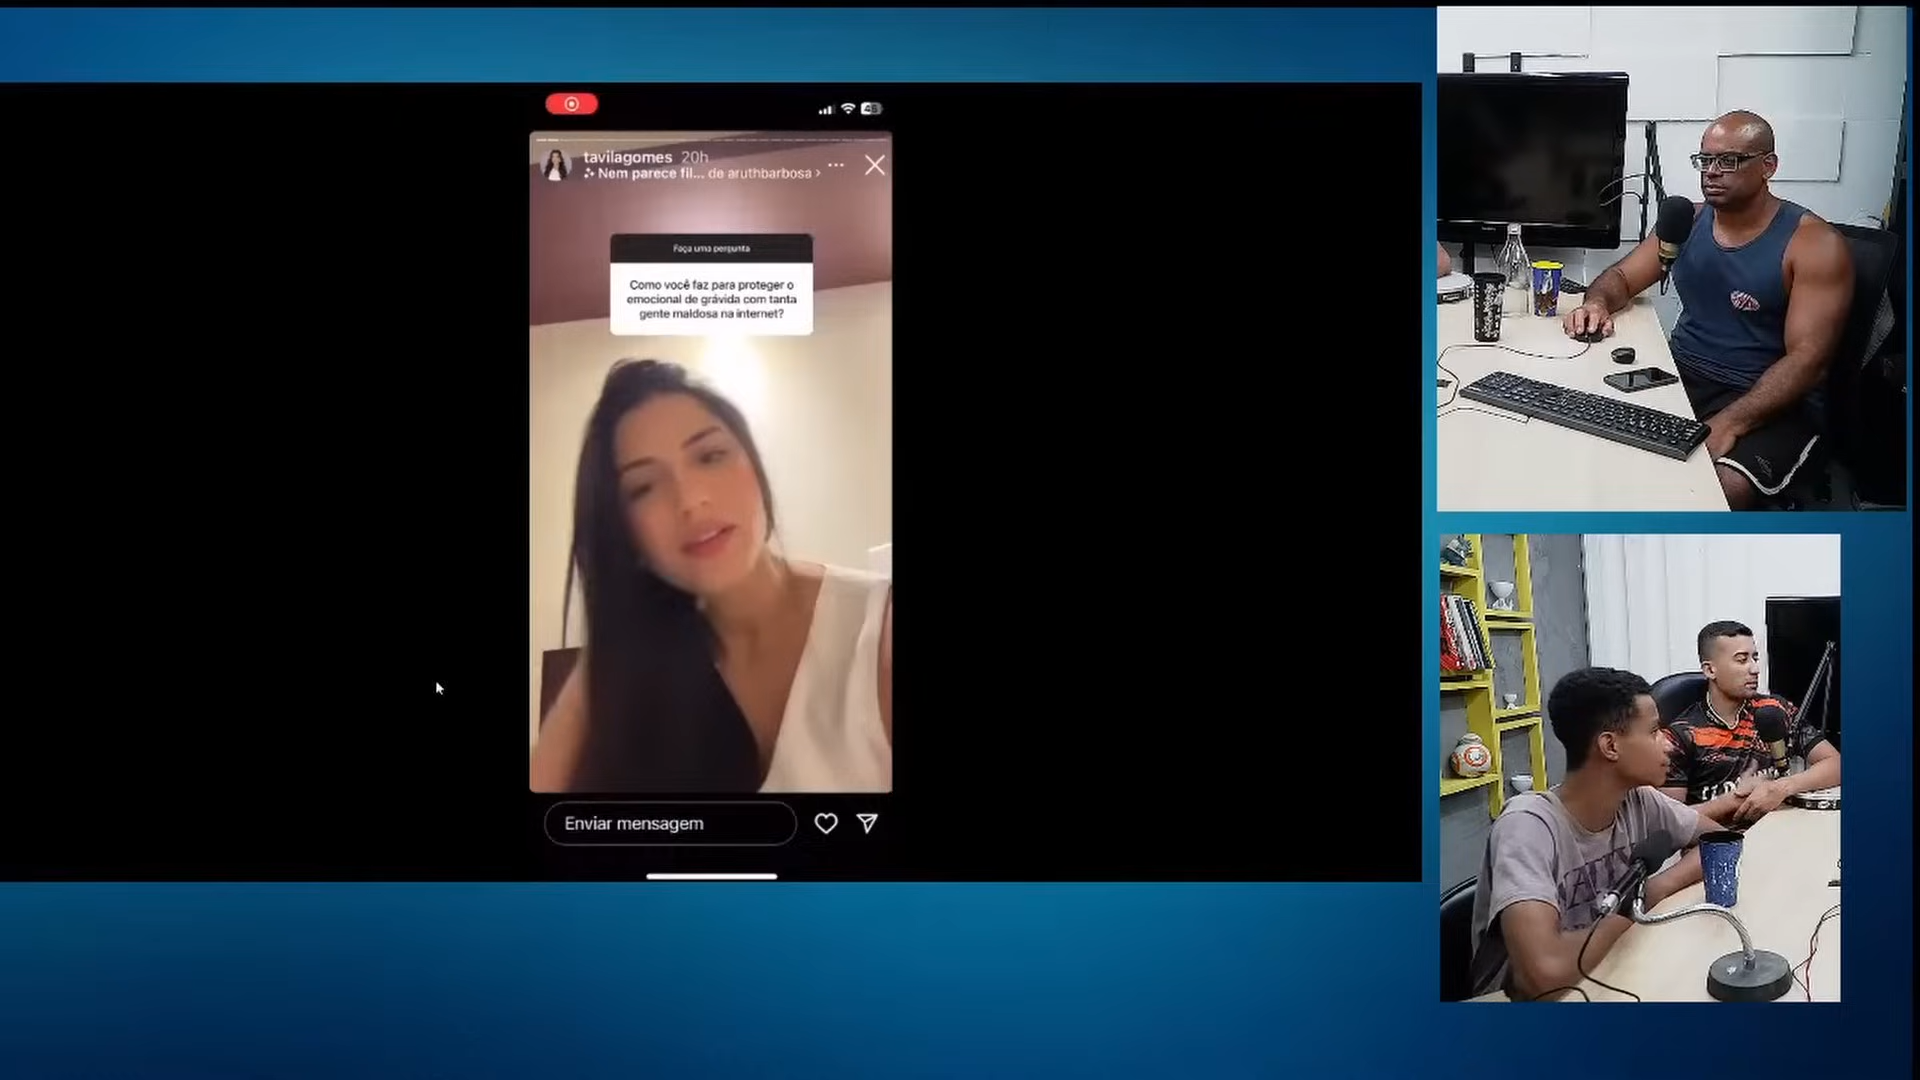 tavilagomes 20h
Nem parece fil... de aruthbarbosa ›
Faça uma pergunta
Como você faz para proteger o
emocional de grávida com tanta
gente maldosa na internet?
Enviar mensagem